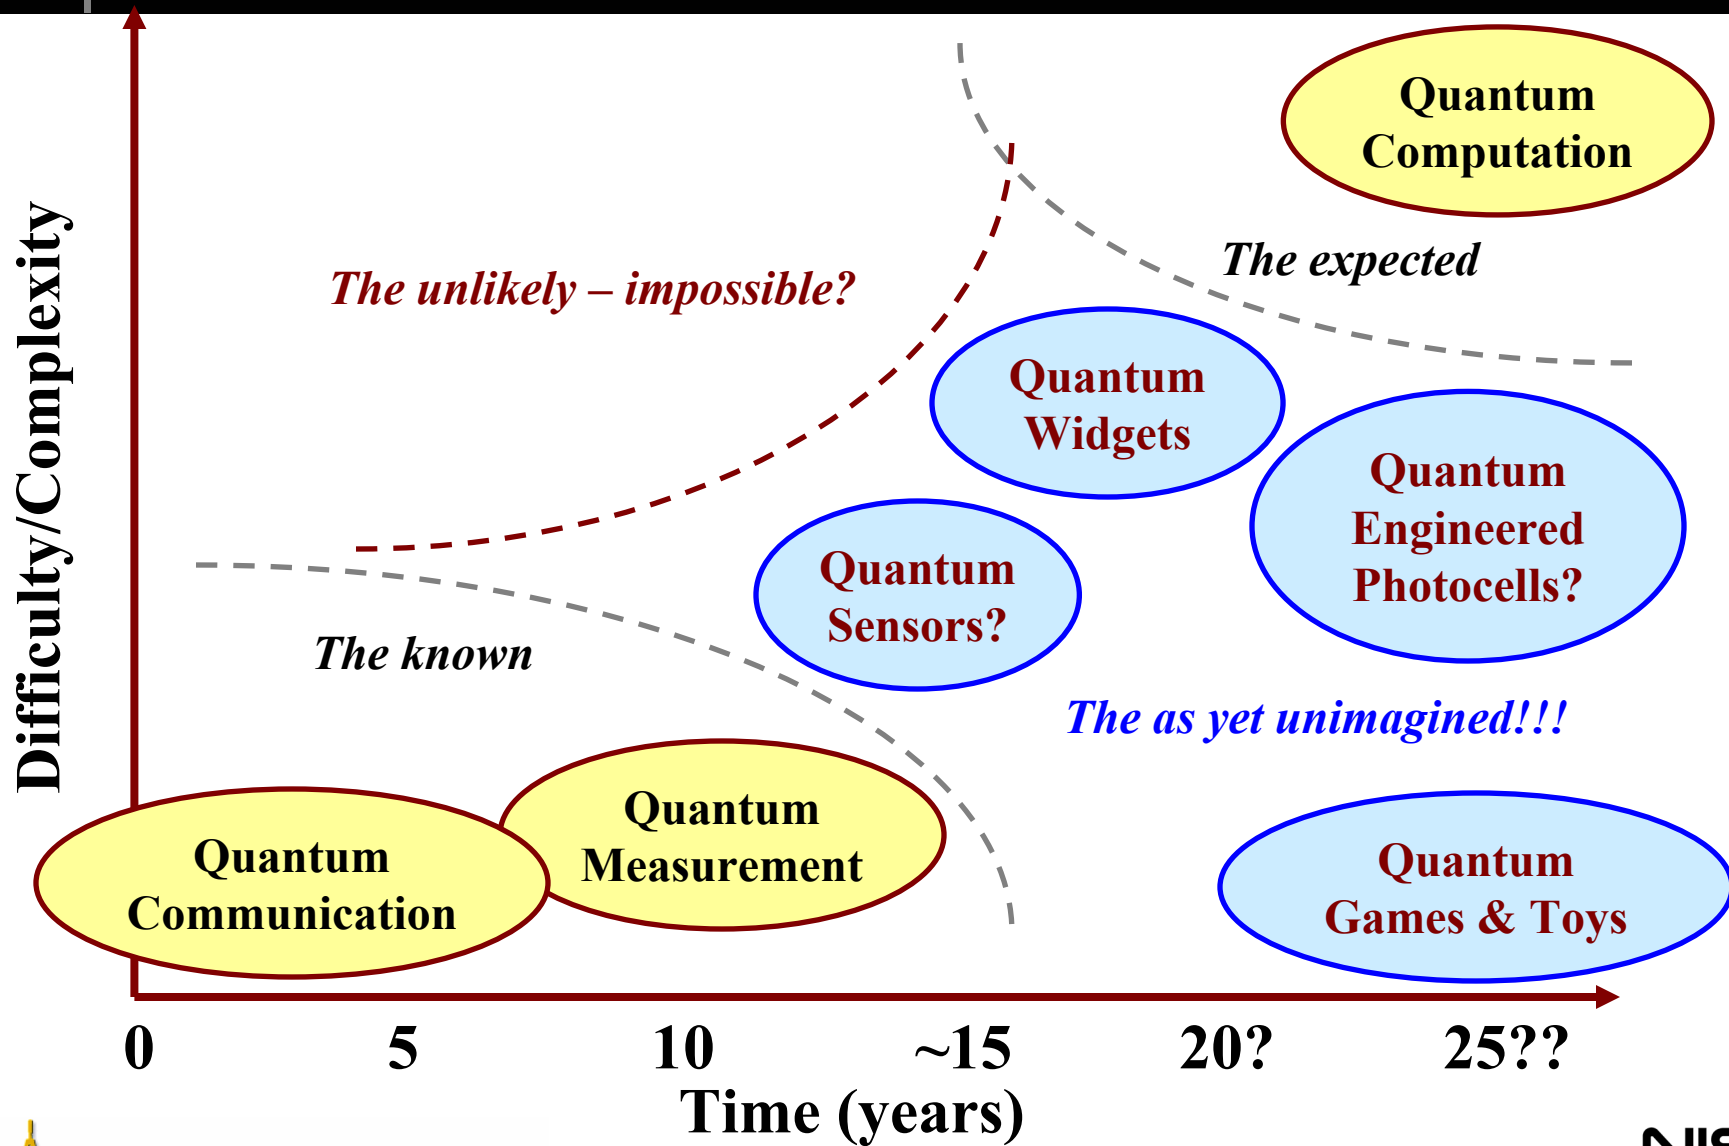 Quantum
Computation
The expected
The unlikely – impossible?
Quantum
Widgets
Quantum
Engineered
Photocells?
Quantum
Sensors?
The known
The as yet unimagined!!!
Quantum
Measurement
Quantum
Communication
Quantum
Games & Toys
Difficulty/Complexity
0 5 10 ~15 20? 25??
Time (years)